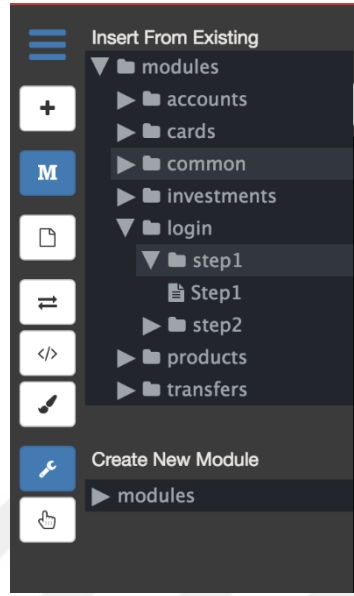 Insert From Existing
modules
accounts
cards
common
M
investments
login
step1
Step1
step2
</>
products
transfers
Create New Module
modules